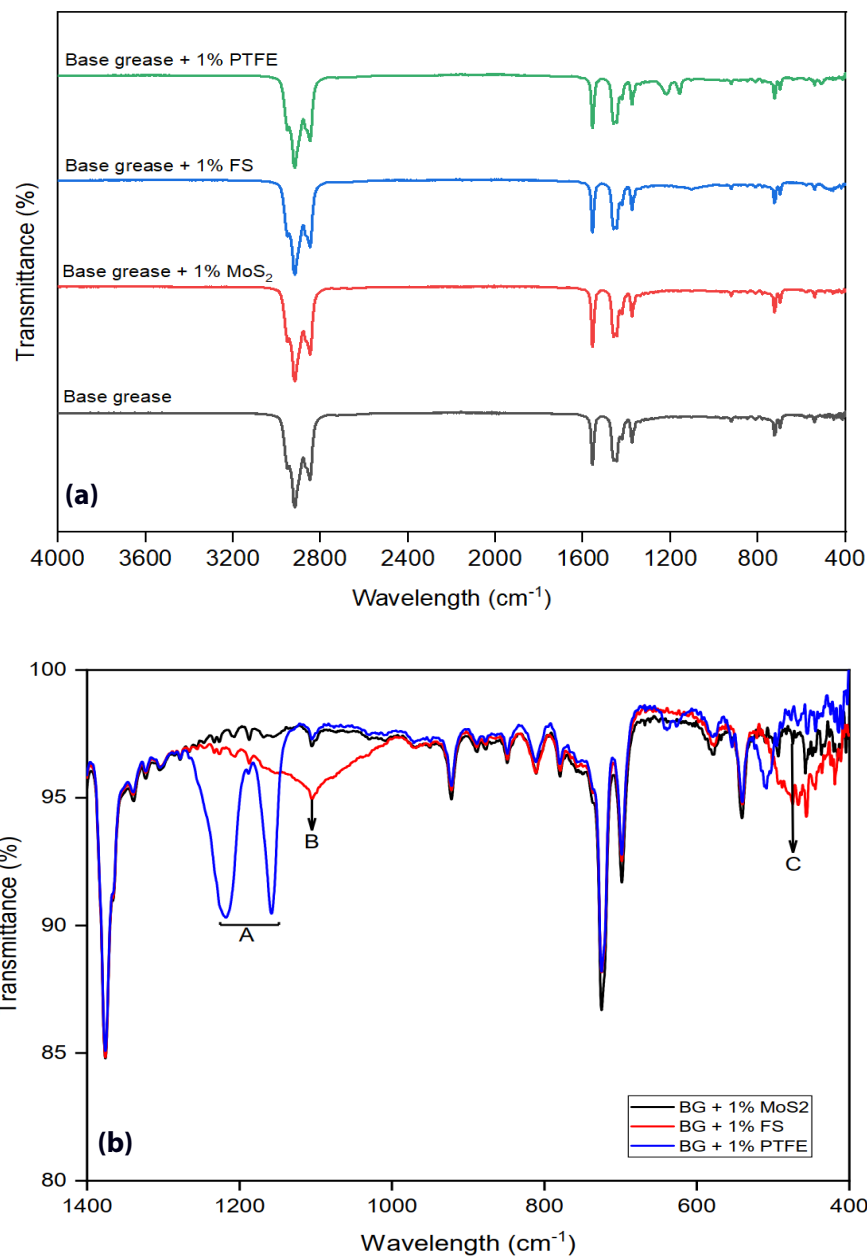 Base grease + 1% PTFE
Base grease + 1% FS
Base grease + 1% MoS₂
Base grease
Transmittance (%)
(a)
4000 3600 3200 2800 2400 2000 1600 1200 800 400
Wavelength (cm⁻¹)
100
95
90
85
80
Transmittance (%)
A
B
C
BG + 1% MoS2
BG + 1% FS
BG + 1% PTFE
(b)
1400 1200 1000 800 600 400
Wavelength (cm⁻¹)